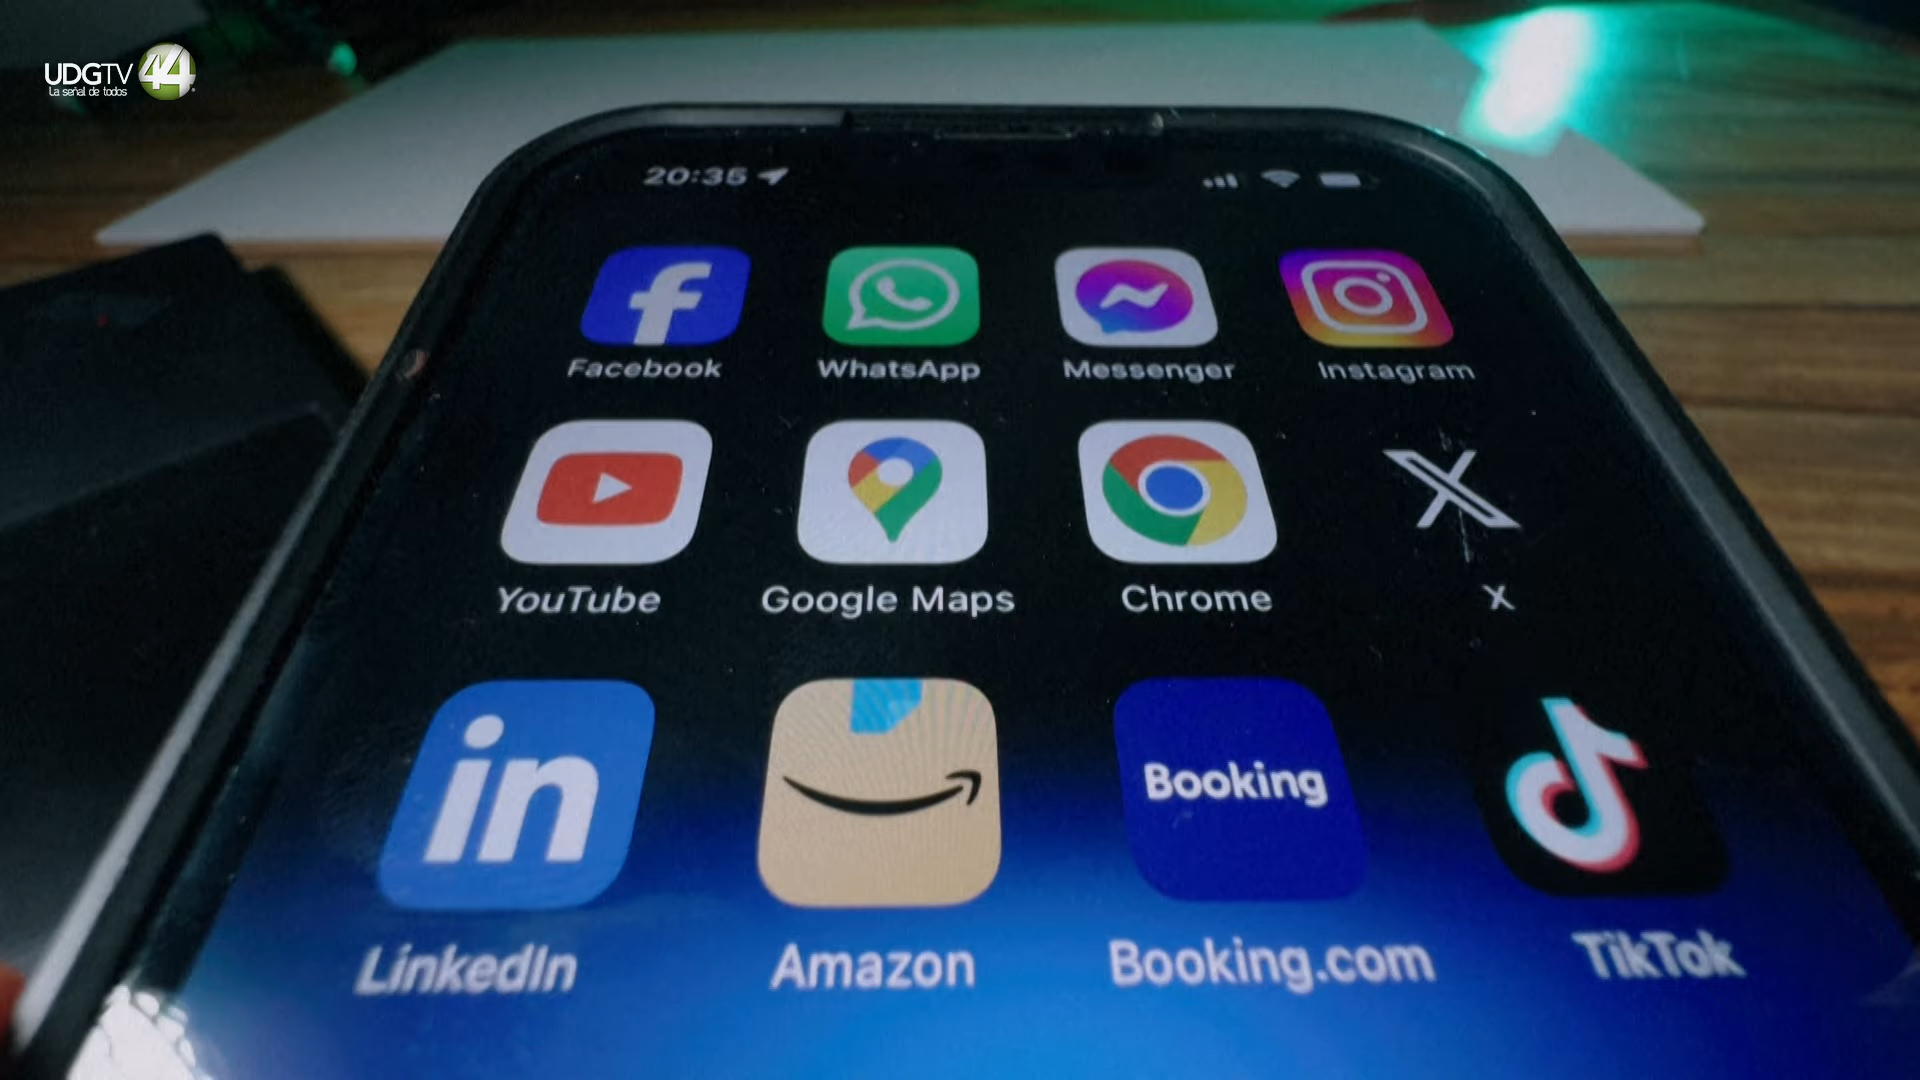 UDGTV 44
La señal de todos
20:35
Facebook WhatsApp Messenger Instagram
YouTube Google Maps Chrome X
in Booking
LinkedIn Amazon Booking.com TikTok